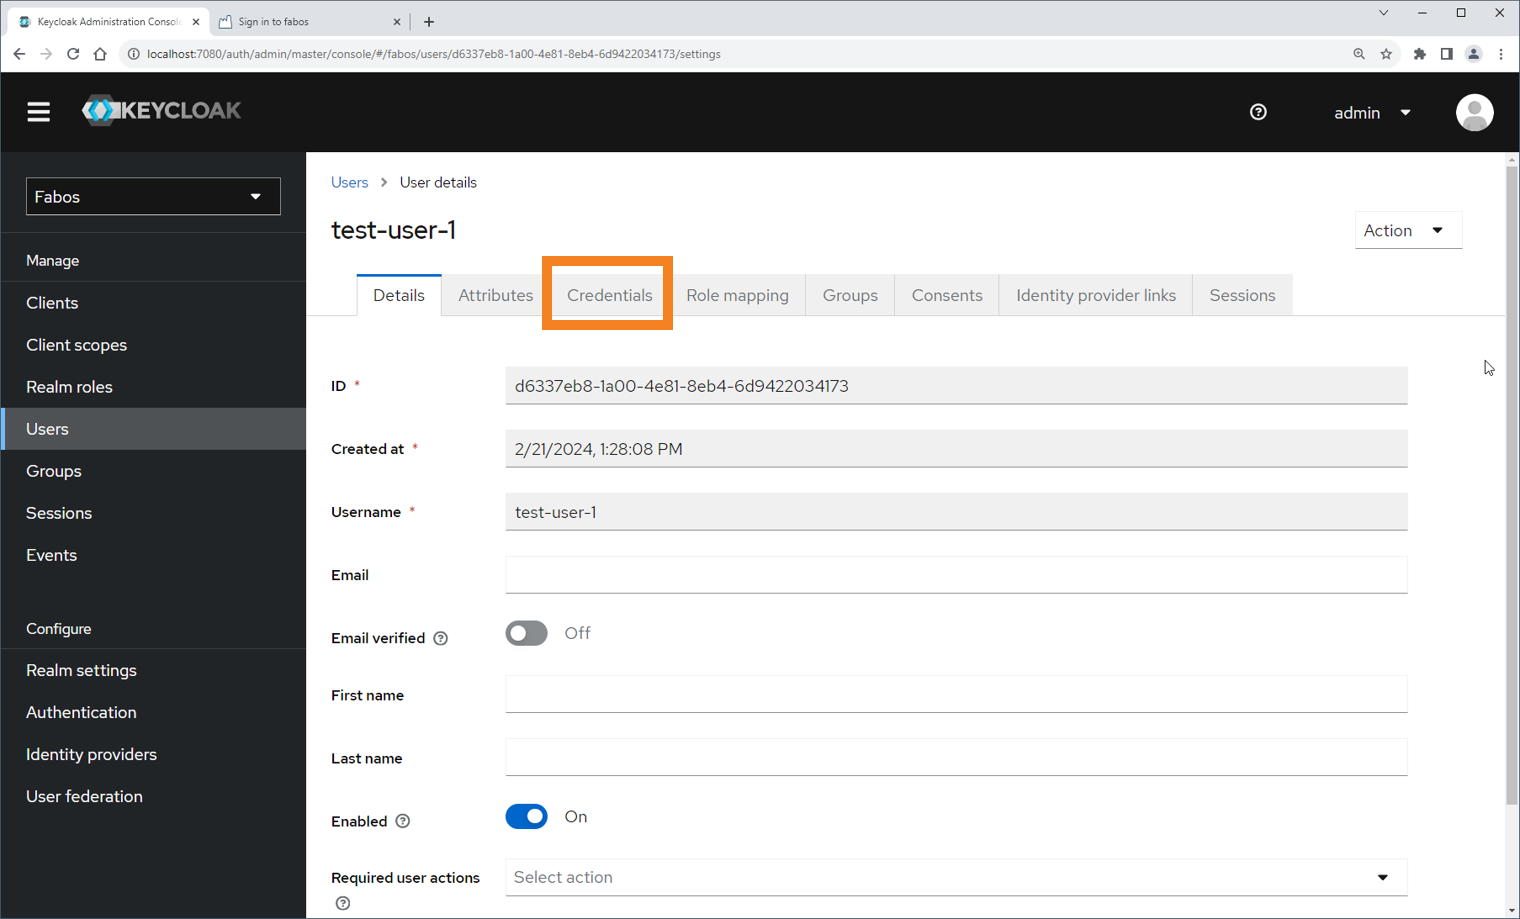 Keycloak Administration Consol
Sign in to fabos
localhost:7080/auth/admin/master/console/#/fabos/users/d6337eb8-1a00-4e81-8eb4-6d9422034173/settings
KEYCLOAK
admin
Fabos
Manage
Clients
Client scopes
Realm roles
Users
Groups
Sessions
Events
Configure
Realm settings
Authentication
Identity providers
User federation
Users > User details
test-user-1
Action
Details Attributes Credentials Role mapping Groups Consents Identity provider links Sessions
ID * d6337eb8-1a00-4e81-8eb4-6d9422034173
Created at * 2/21/2024, 1:28:08 PM
Username * test-user-1
Email
Email verified Off
First name
Last name
Enabled On
Required user actions Select action